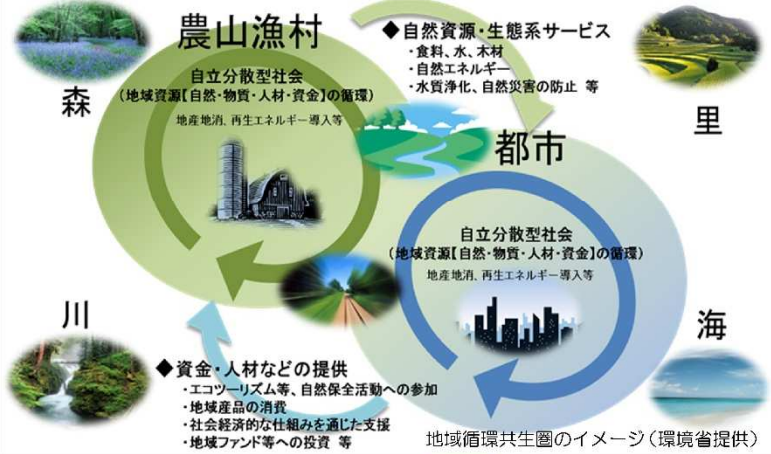 農山漁村
◆自然資源・生態系サービス
・食料、水、木材
・自然エネルギー
・水質浄化、自然災害の防止 等
森
自立分散型社会
(地域資源【自然・物質・人材・資金】の循環)
地産地消、再生エネルギー導入等
里
都市
自立分散型社会
(地域資源【自然・物質・人材・資金】の循環)
地産地消、再生エネルギー導入等
川
海
◆資金・人材などの提供
・エコツーリズム等、自然保全活動への参加
・地域産品の消費
・社会経済的な仕組みを通じた支援
・地域ファンド等への投資 等
地域循環共生圏のイメージ(環境省提供)